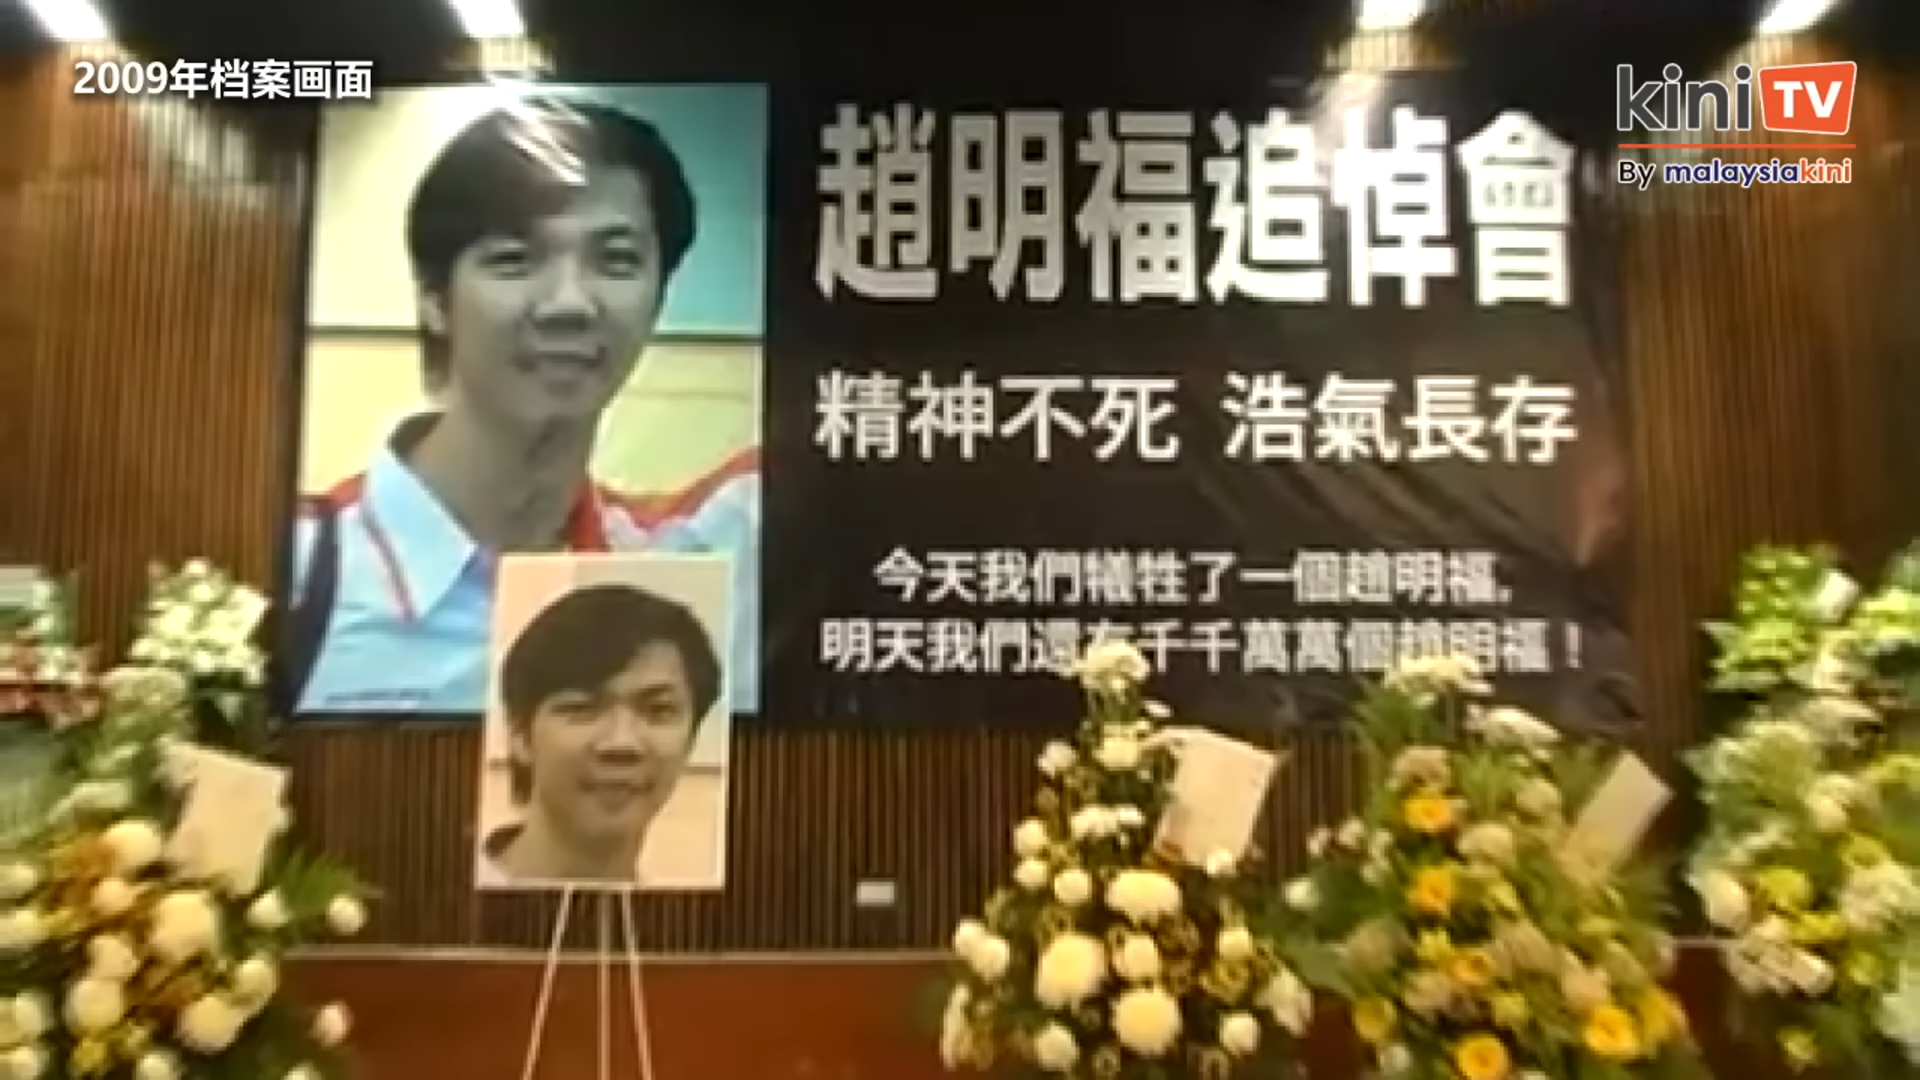 2009年档案画面
kini TV
By malaysiakini
趙明福追悼會
精神不死 浩氣長存
今天我們犧牲了一個趙明福，
明天我們還有千千萬萬個趙明福！